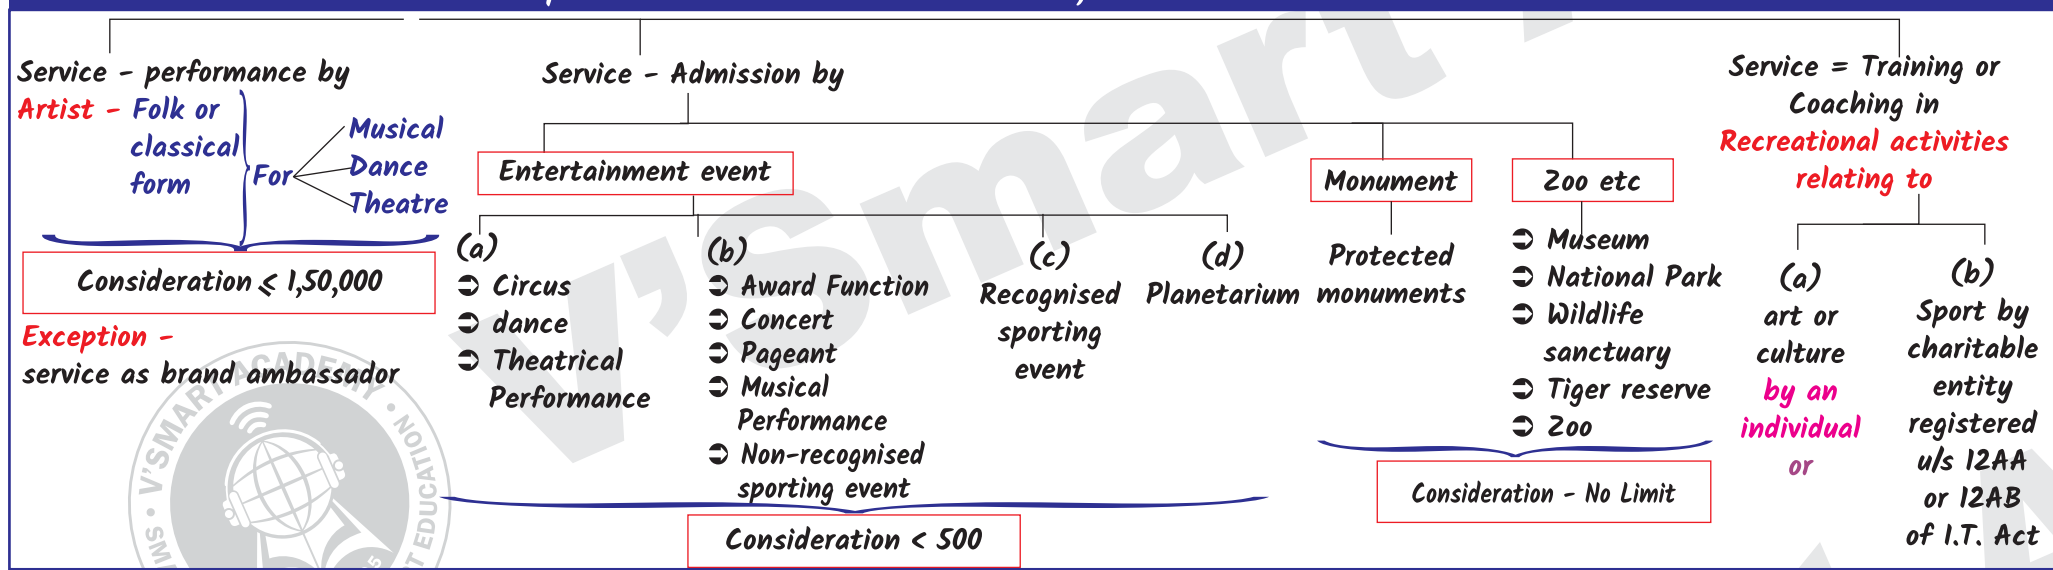 Service - performance by
Artist - Folk or
classical
form
For
Musical
Dance
Theatre
Consideration ≤ 1,50,000
Exception -
service as brand ambassador
Service - Admission by
Entertainment event
(a)
➲ Circus
➲ dance
➲ Theatrical
Performance
(b)
➲ Award Function
➲ Concert
➲ Pageant
➲ Musical
Performance
➲ Non-recognised
sporting event
(c)
Recognised
sporting
event
(d)
Planetarium
Consideration < 500
Monument
Protected
monuments
Zoo etc
➲ Museum
➲ National Park
➲ Wildlife
sanctuary
➲ Tiger reserve
➲ Zoo
Consideration - No Limit
Service = Training or
Coaching in
Recreational activities
relating to
(a)
art or
culture
by an
individual
or
(b)
Sport by
charitable
entity
registered
u/s 12AA
or 12AB
of I.T. Act
V'Smart
V'SMART ACADEMY